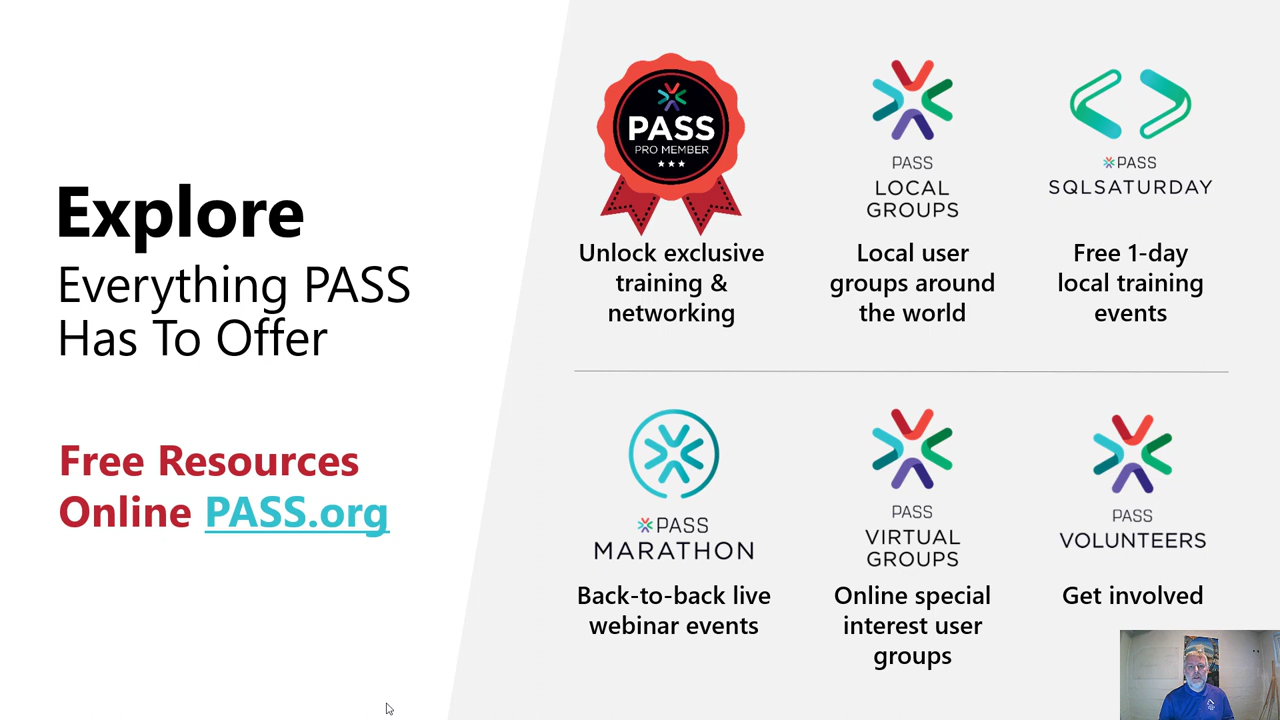 Explore
Everything PASS
Has To Offer
Free Resources
Online PASS.org
PASS
PRO MEMBER
Unlock exclusive
training &
networking
PASS
LOCAL
GROUPS
Local user
groups around
the world
PASS
SQLSATURDAY
Free 1-day
local training
events
PASS
MARATHON
Back-to-back live
webinar events
PASS
VIRTUAL
GROUPS
Online special
interest user
groups
PASS
VOLUNTEERS
Get involved